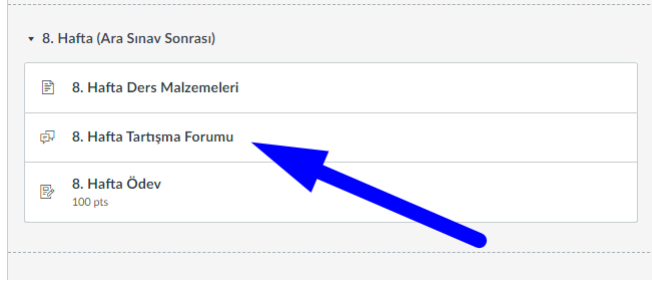 8. Hafta (Ara Sınav Sonrası)
8. Hafta Ders Malzemeleri
8. Hafta Tartışma Forumu
8. Hafta Ödev
100 pts